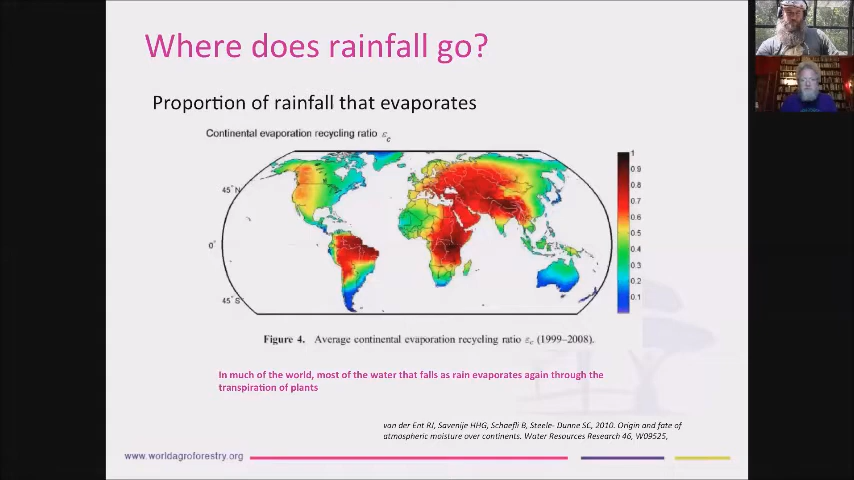 Where does rainfall go?
Proportion of rainfall that evaporates
Continental evaporation recycling ratio εc
45°N
0°
45°S
1
0.9
0.8
0.7
0.6
0.5
0.4
0.3
0.2
0.1
Figure 4. Average continental evaporation recycling ratio εc (1999–2008).
In much of the world, most of the water that falls as rain evaporates again through the
transpiration of plants
van der Ent RJ, Savenije HHG, Schaefli B, Steele- Dunne SC, 2010. Origin and fate of
atmospheric moisture over continents. Water Resources Research 46, W09525,
www.worldagroforestry.org